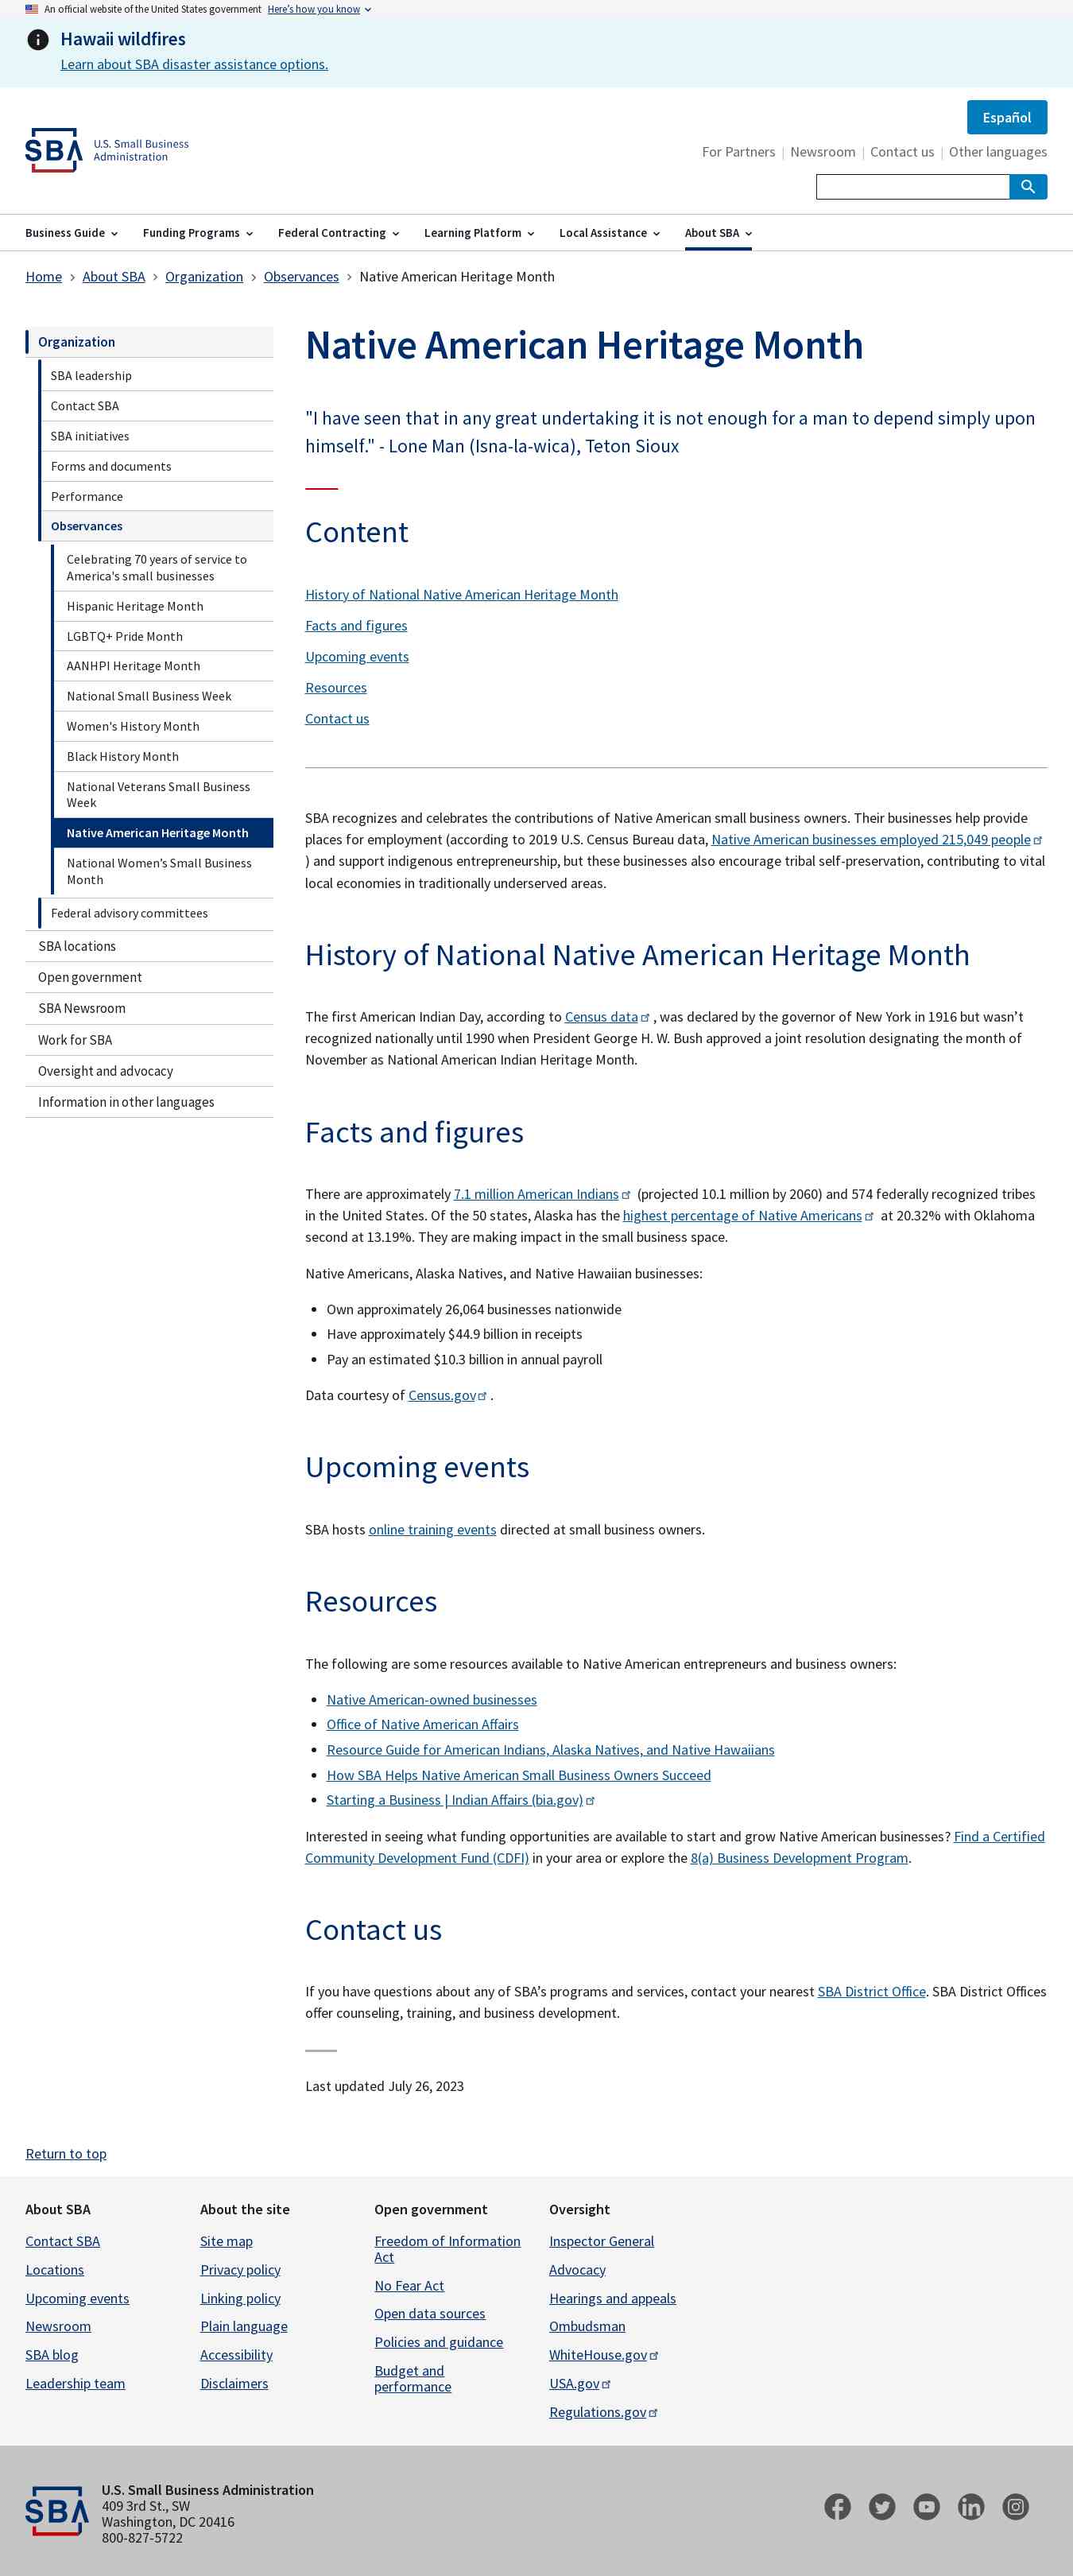 An official website of the United States government Here’s how you know
Hawaii wildfires
Learn about SBA disaster assistance options.
Español
SBA U.S. Small Business
Administration
For Partners | Newsroom | Contact us | Other languages
Business Guide Funding Programs Federal Contracting Learning Platform Local Assistance About SBA
Home > About SBA > Organization > Observances > Native American Heritage Month
Organization
SBA leadership
Contact SBA
SBA initiatives
Forms and documents
Performance
Observances
Celebrating 70 years of service to
America's small businesses
Hispanic Heritage Month
LGBTQ+ Pride Month
AANHPI Heritage Month
National Small Business Week
Women's History Month
Black History Month
National Veterans Small Business
Week
Native American Heritage Month
National Women’s Small Business
Month
Federal advisory committees
SBA locations
Open government
SBA Newsroom
Work for SBA
Oversight and advocacy
Information in other languages
Native American Heritage Month
"I have seen that in any great undertaking it is not enough for a man to depend simply upon
himself." - Lone Man (Isna-la-wica), Teton Sioux
Content
History of National Native American Heritage Month
Facts and figures
Upcoming events
Resources
Contact us
SBA recognizes and celebrates the contributions of Native American small business owners. Their businesses help provide
places for employment (according to 2019 U.S. Census Bureau data, Native American businesses employed 215,049 people
) and support indigenous entrepreneurship, but these businesses also encourage tribal self-preservation, contributing to vital
local economies in traditionally underserved areas.
History of National Native American Heritage Month
The first American Indian Day, according to Census data , was declared by the governor of New York in 1916 but wasn’t
recognized nationally until 1990 when President George H. W. Bush approved a joint resolution designating the month of
November as National American Indian Heritage Month.
Facts and figures
There are approximately 7.1 million American Indians (projected 10.1 million by 2060) and 574 federally recognized tribes
in the United States. Of the 50 states, Alaska has the highest percentage of Native Americans at 20.32% with Oklahoma
second at 13.19%. They are making impact in the small business space.
Native Americans, Alaska Natives, and Native Hawaiian businesses:
• Own approximately 26,064 businesses nationwide
• Have approximately $44.9 billion in receipts
• Pay an estimated $10.3 billion in annual payroll
Data courtesy of Census.gov .
Upcoming events
SBA hosts online training events directed at small business owners.
Resources
The following are some resources available to Native American entrepreneurs and business owners:
• Native American-owned businesses
• Office of Native American Affairs
• Resource Guide for American Indians, Alaska Natives, and Native Hawaiians
• How SBA Helps Native American Small Business Owners Succeed
• Starting a Business | Indian Affairs (bia.gov)
Interested in seeing what funding opportunities are available to start and grow Native American businesses? Find a Certified
Community Development Fund (CDFI) in your area or explore the 8(a) Business Development Program.
Contact us
If you have questions about any of SBA’s programs and services, contact your nearest SBA District Office. SBA District Offices
offer counseling, training, and business development.
Last updated July 26, 2023
Return to top
About SBA
Contact SBA
Locations
Upcoming events
Newsroom
SBA blog
Leadership team
About the site
Site map
Privacy policy
Linking policy
Plain language
Accessibility
Disclaimers
Open government
Freedom of Information
Act
No Fear Act
Open data sources
Policies and guidance
Budget and
performance
Oversight
Inspector General
Advocacy
Hearings and appeals
Ombudsman
WhiteHouse.gov
USA.gov
Regulations.gov
SBA
U.S. Small Business Administration
409 3rd St., SW
Washington, DC 20416
800-827-5722